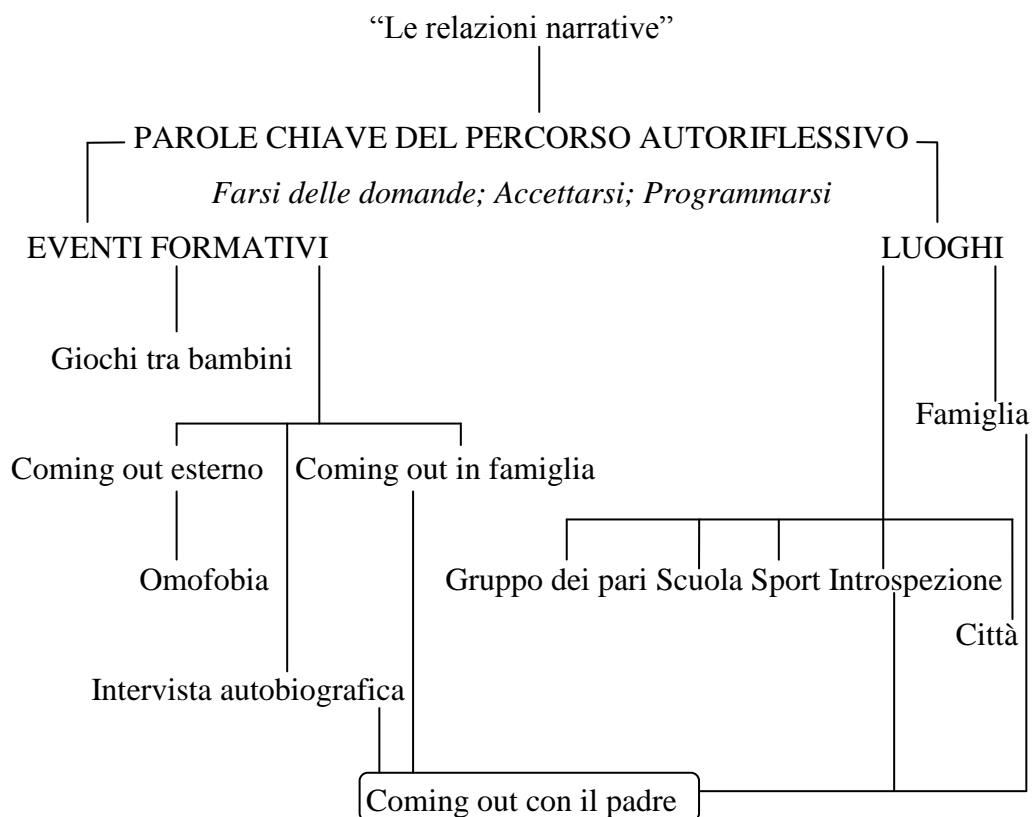 “Le relazioni narrative”
PAROLE CHIAVE DEL PERCORSO AUTORIFLESSIVO
Farsi delle domande; Accettarsi; Programmarsi
EVENTI FORMATIVI
LUOGHI
Giochi tra bambini
Famiglia
Coming out esterno
Coming out in famiglia
Omofobia
Gruppo dei pari Scuola Sport Introspezione
Città
Intervista autobiografica
Coming out con il padre